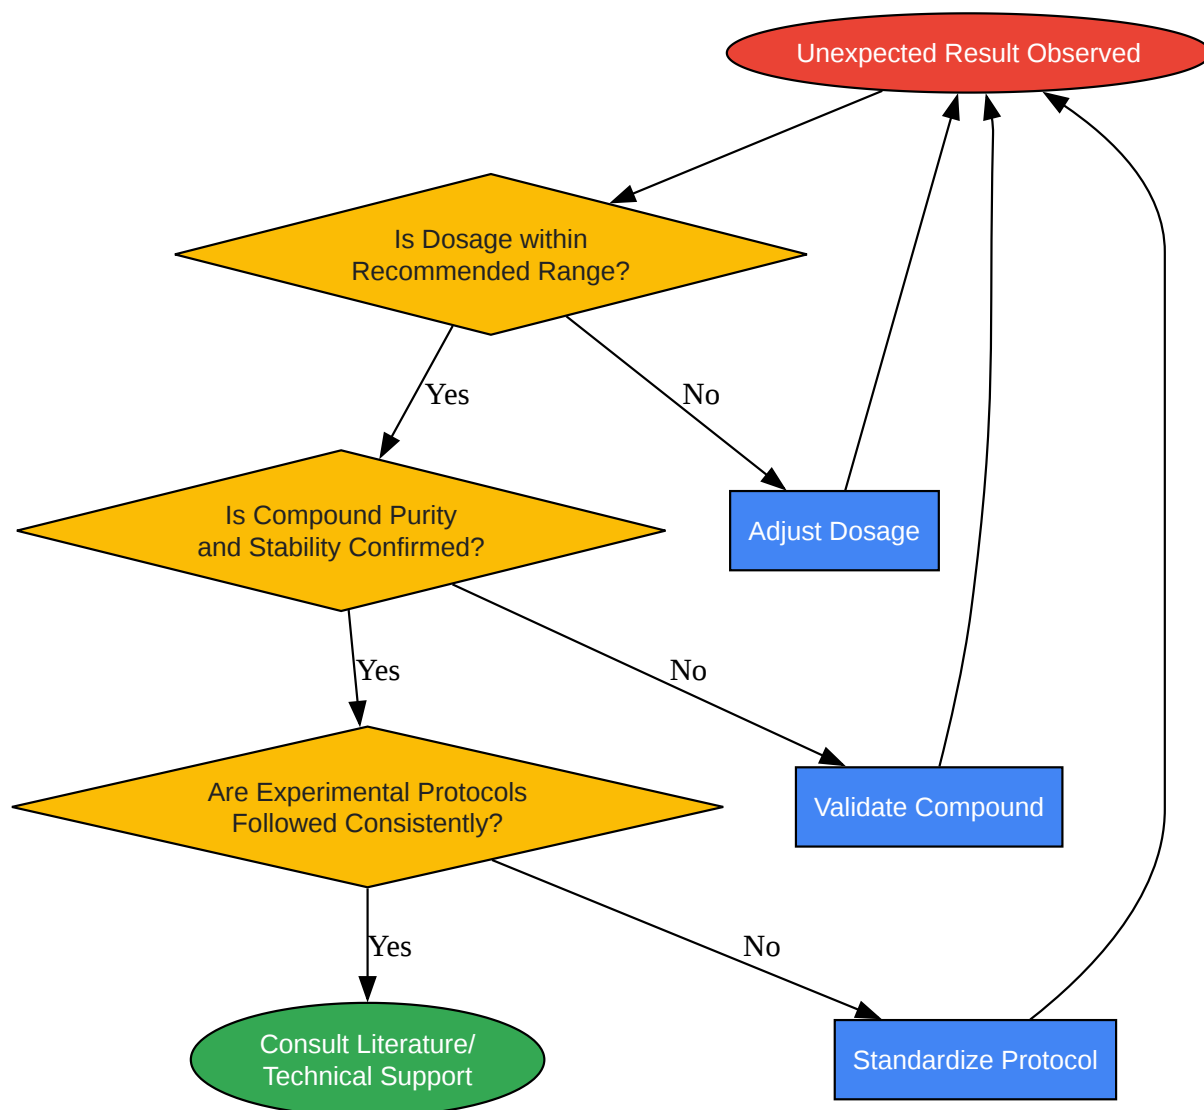 Unexpected Result Observed
Is Dosage within
Recommended Range?
Yes
No
Is Compound Purity
and Stability Confirmed?
Adjust Dosage
Yes
No
Are Experimental Protocols
Followed Consistently?
Validate Compound
Yes
No
Consult Literature/
Technical Support
Standardize Protocol